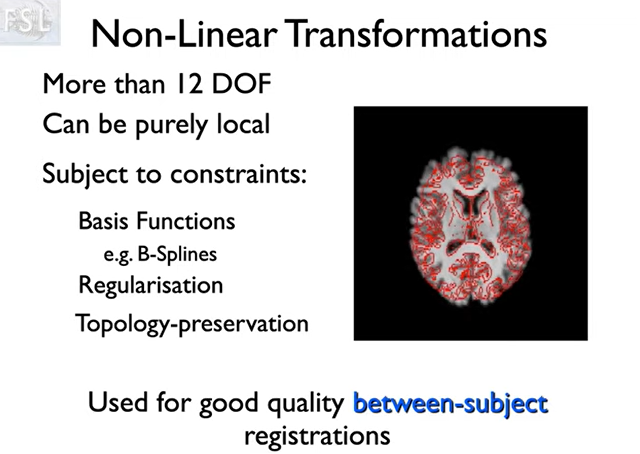 FSL
Non-Linear Transformations
More than 12 DOF
Can be purely local
Subject to constraints:
Basis Functions
e.g. B-Splines
Regularisation
Topology-preservation
Used for good quality between-subject
registrations